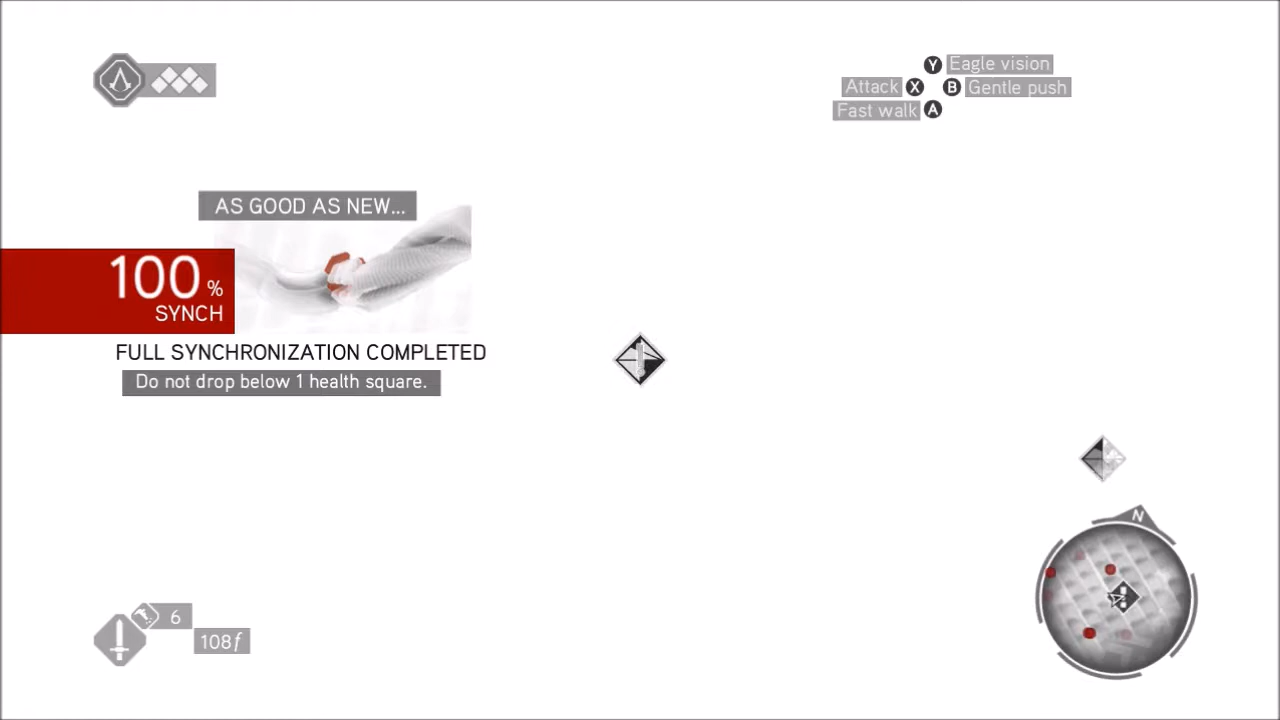 Y Eagle vision
Attack X B Gentle push
Fast walk A
AS GOOD AS NEW...
100 %
SYNCH
FULL SYNCHRONIZATION COMPLETED
Do not drop below 1 health square.
N
6
108ƒ